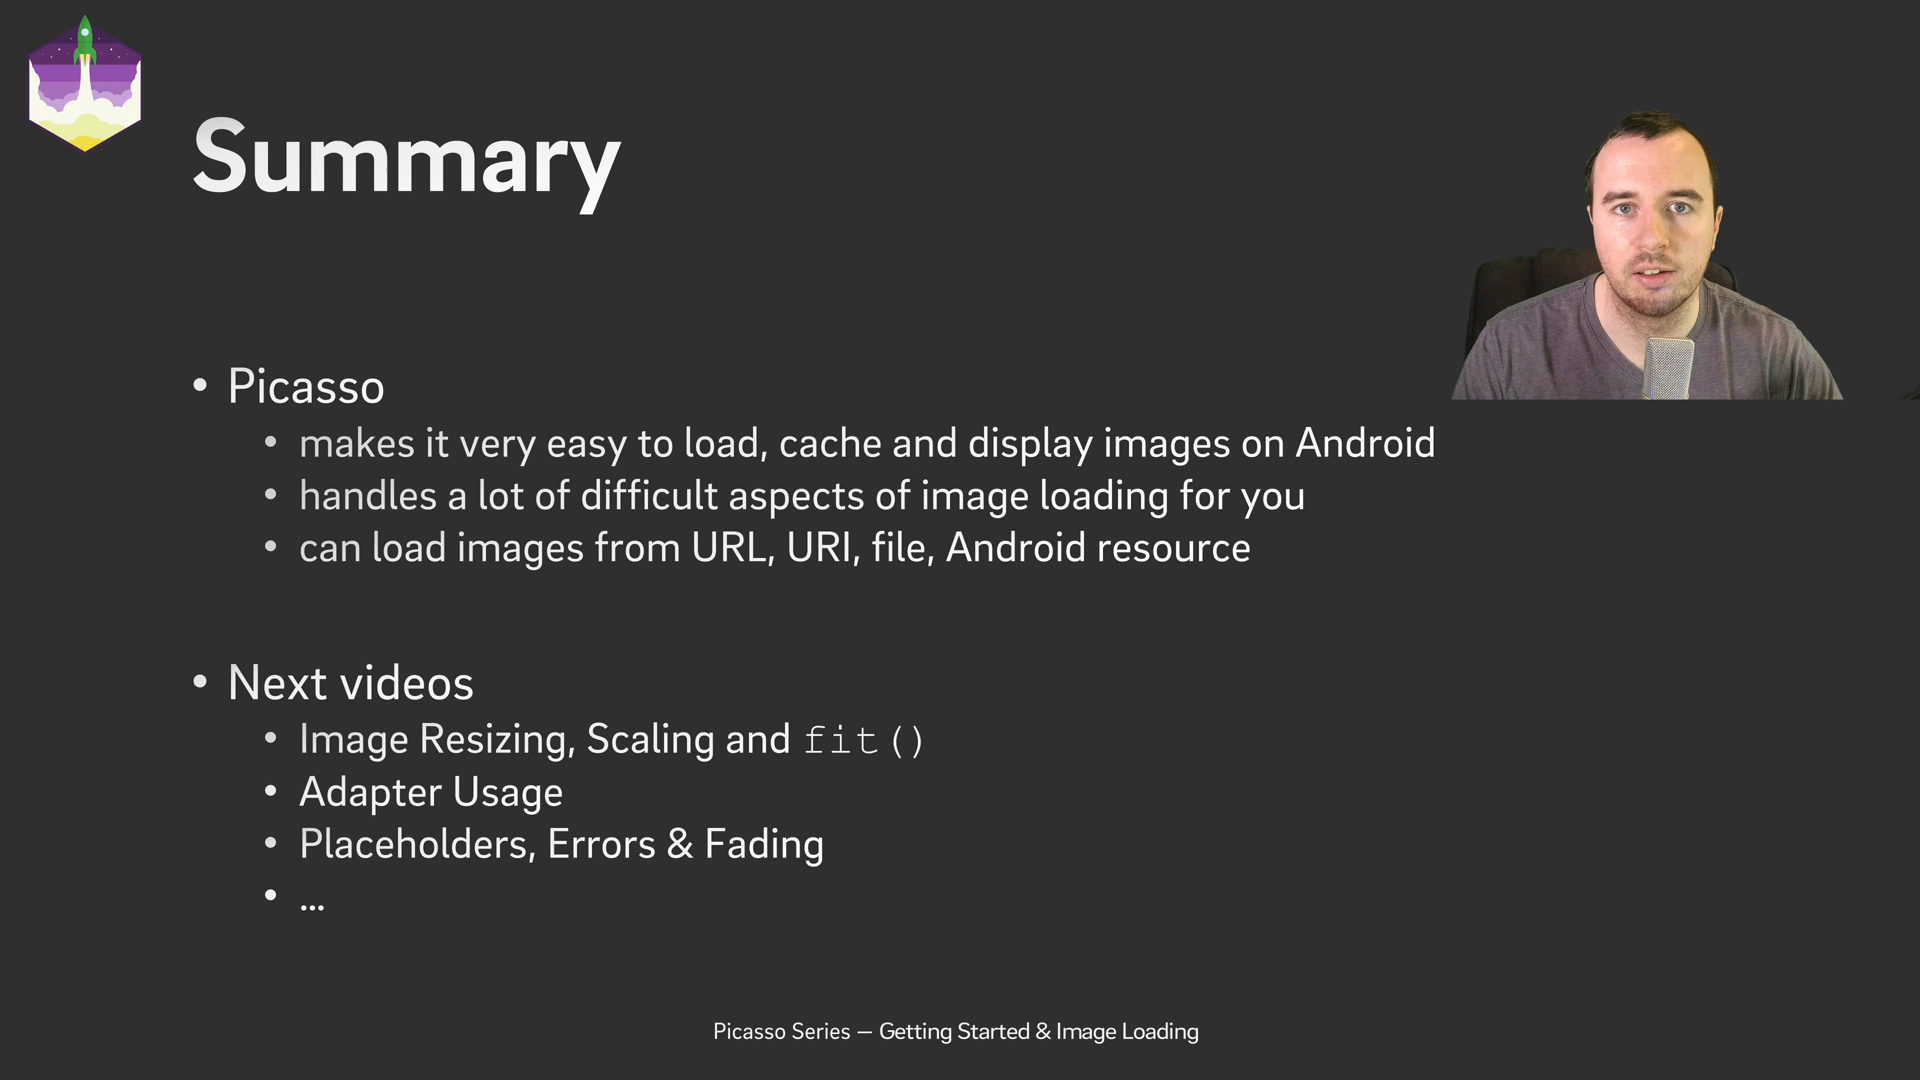 Summary
• Picasso
• makes it very easy to load, cache and display images on Android
• handles a lot of difficult aspects of image loading for you
• can load images from URL, URI, file, Android resource
• Next videos
• Image Resizing, Scaling and fit()
• Adapter Usage
• Placeholders, Errors & Fading
• …
Picasso Series — Getting Started & Image Loading